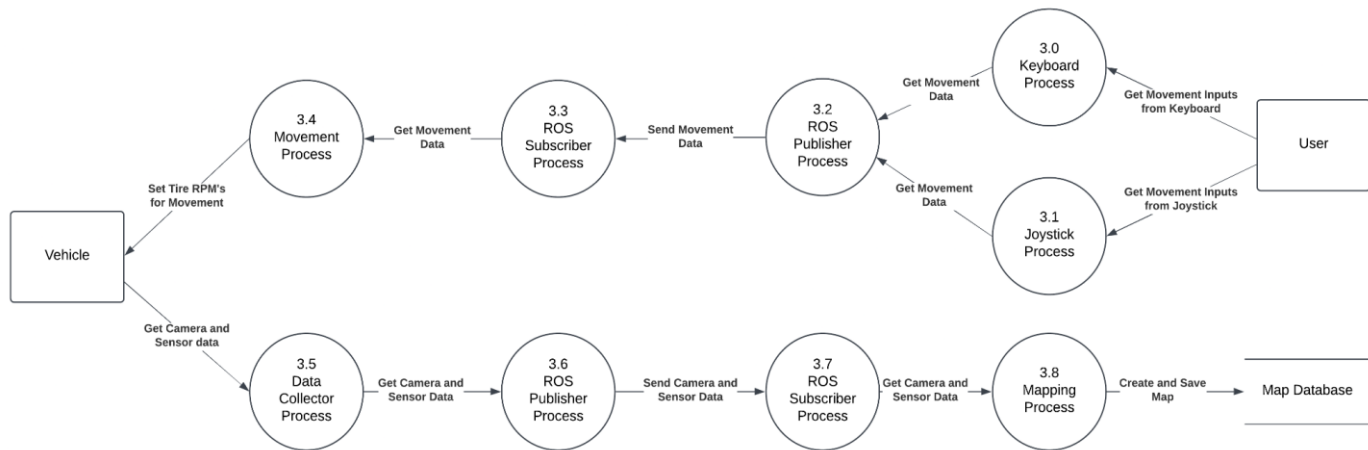 3.0
Keyboard
Process
Get Movement
Data
Get Movement Inputs
from Keyboard
3.4
Movement
Process
Get Movement
Data
3.3
ROS
Subscriber
Process
Send Movement
Data
3.2
ROS
Publisher
Process
User
Get Movement
Data
Get Movement Inputs
from Joystick
Set Tire RPM's
for Movement
3.1
Joystick
Process
Vehicle
Get Camera and
Sensor data
3.5
Data
Collector
Process
Get Camera and
Sensor Data
3.6
ROS
Publisher
Process
Send Camera and
Sensor Data
3.7
ROS
Subscriber
Process
Get Camera and
Sensor Data
3.8
Mapping
Process
Create and Save
Map
Map Database